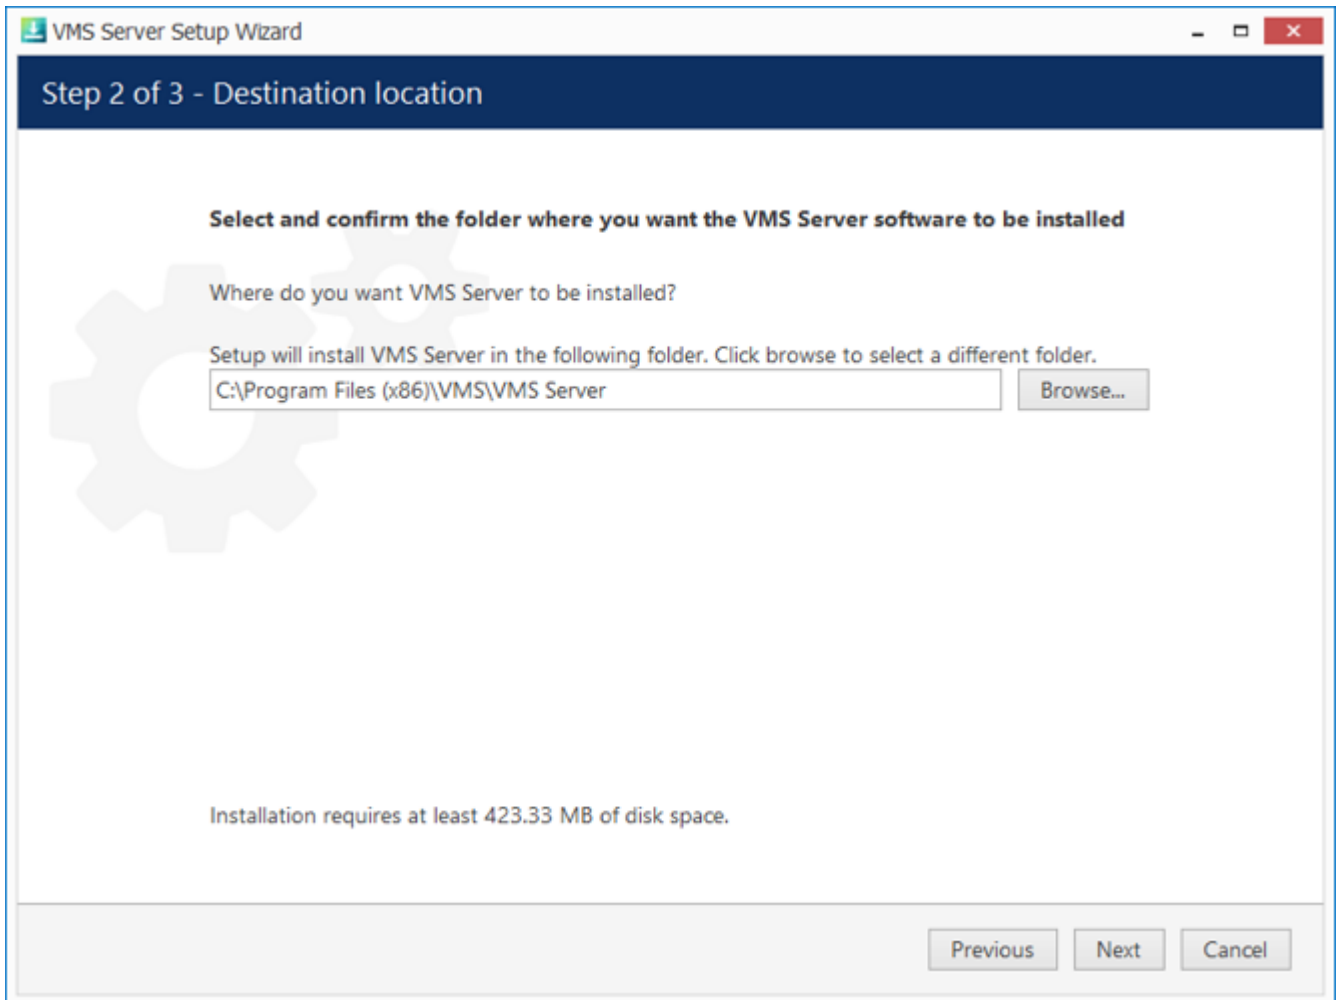 VMS Server Setup Wizard
Step 2 of 3 - Destination location
Select and confirm the folder where you want the VMS Server software to be installed
Where do you want VMS Server to be installed?
Setup will install VMS Server in the following folder. Click browse to select a different folder.
C:\Program Files (x86)\VMS\VMS Server
Browse...
Installation requires at least 423.33 MB of disk space.
Previous
Next
Cancel